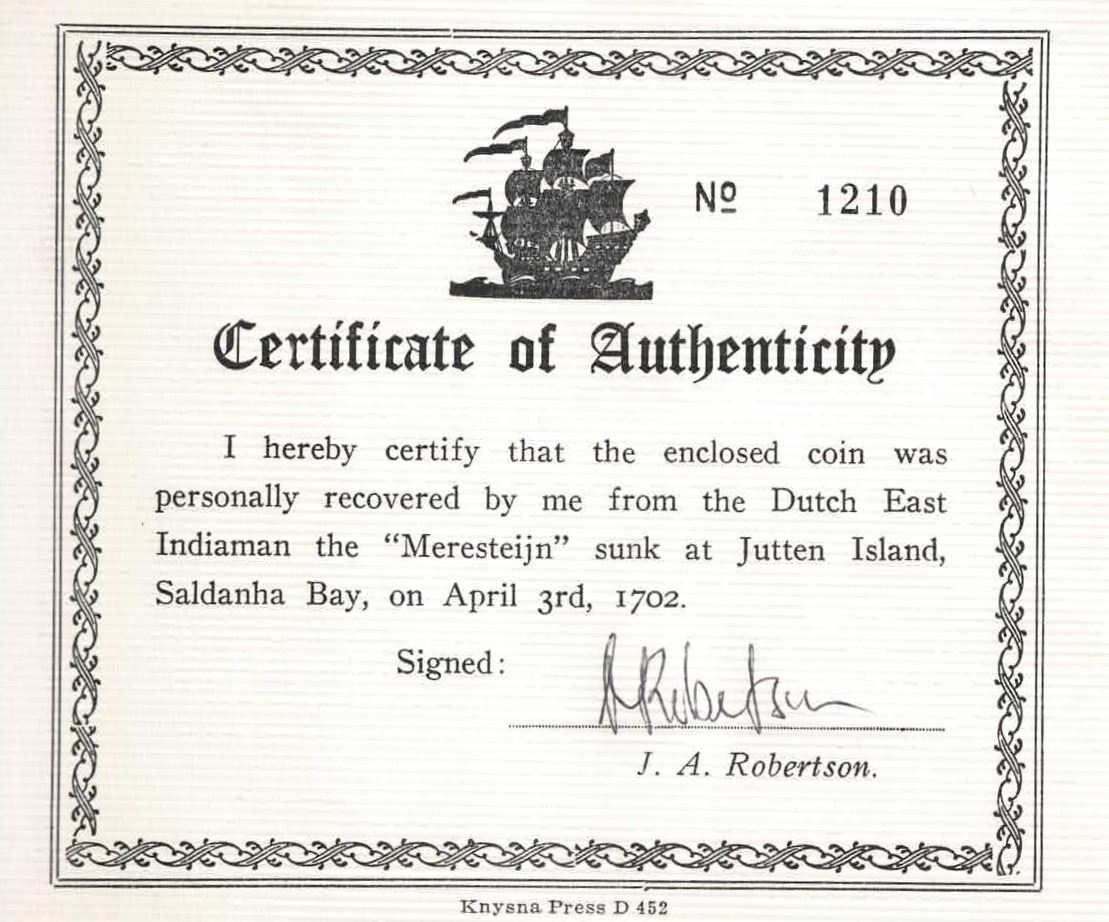 Nº 1210
Certificate of Authenticity
I hereby certify that the enclosed coin was
personally recovered by me from the Dutch East
Indiaman the “Meresteijn” sunk at Jutten Island,
Saldanha Bay, on April 3rd, 1702.
Signed: A Robertson
J. A. Robertson.
Knysna Press D 452